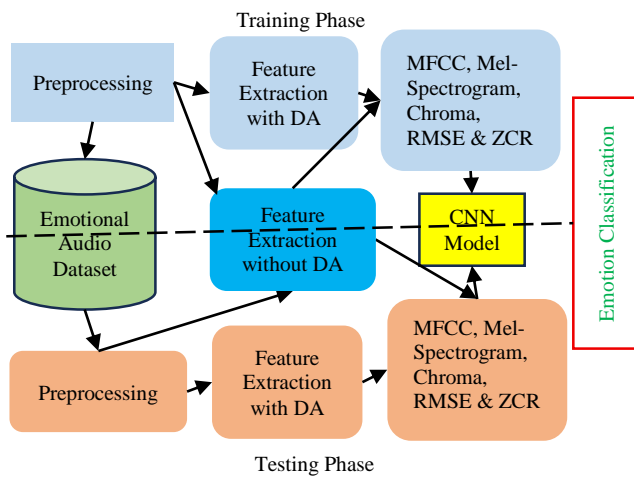 Training Phase
Preprocessing
Feature
Extraction
with DA
MFCC, Mel-
Spectrogram,
Chroma,
RMSE & ZCR
Emotional
Audio
Dataset
Feature
Extraction
without DA
CNN
Model
Emotion Classification
Preprocessing
Feature
Extraction
with DA
MFCC, Mel-
Spectrogram,
Chroma,
RMSE & ZCR
Testing Phase